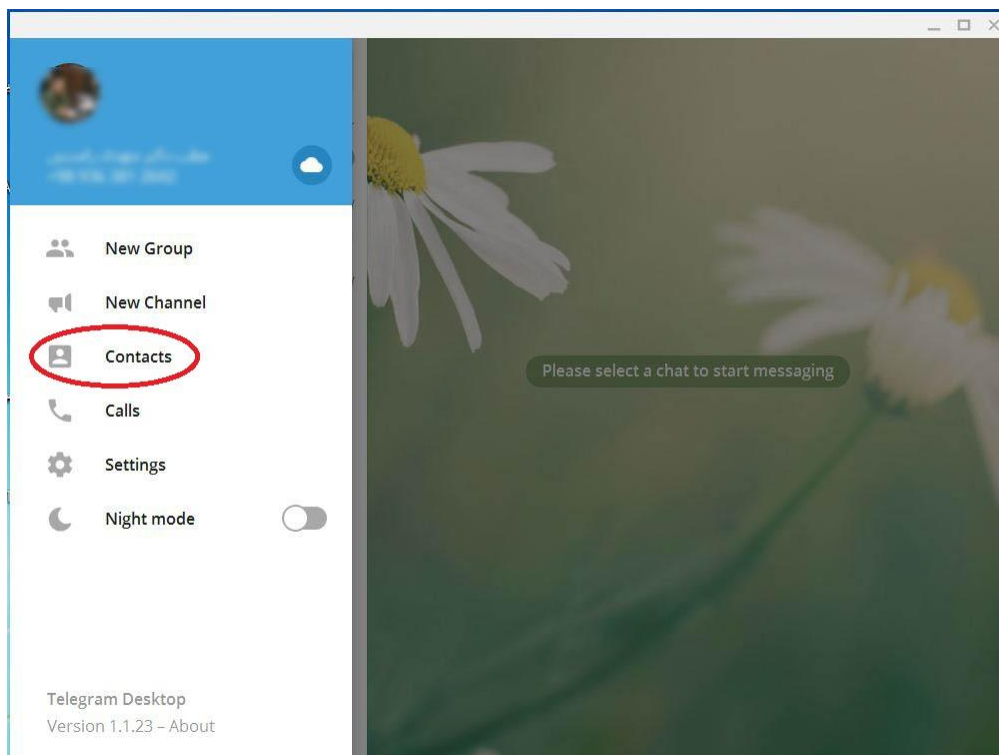 New Group
New Channel
Contacts
Calls
Settings
Night mode
Please select a chat to start messaging
Telegram Desktop
Version 1.1.23 – About